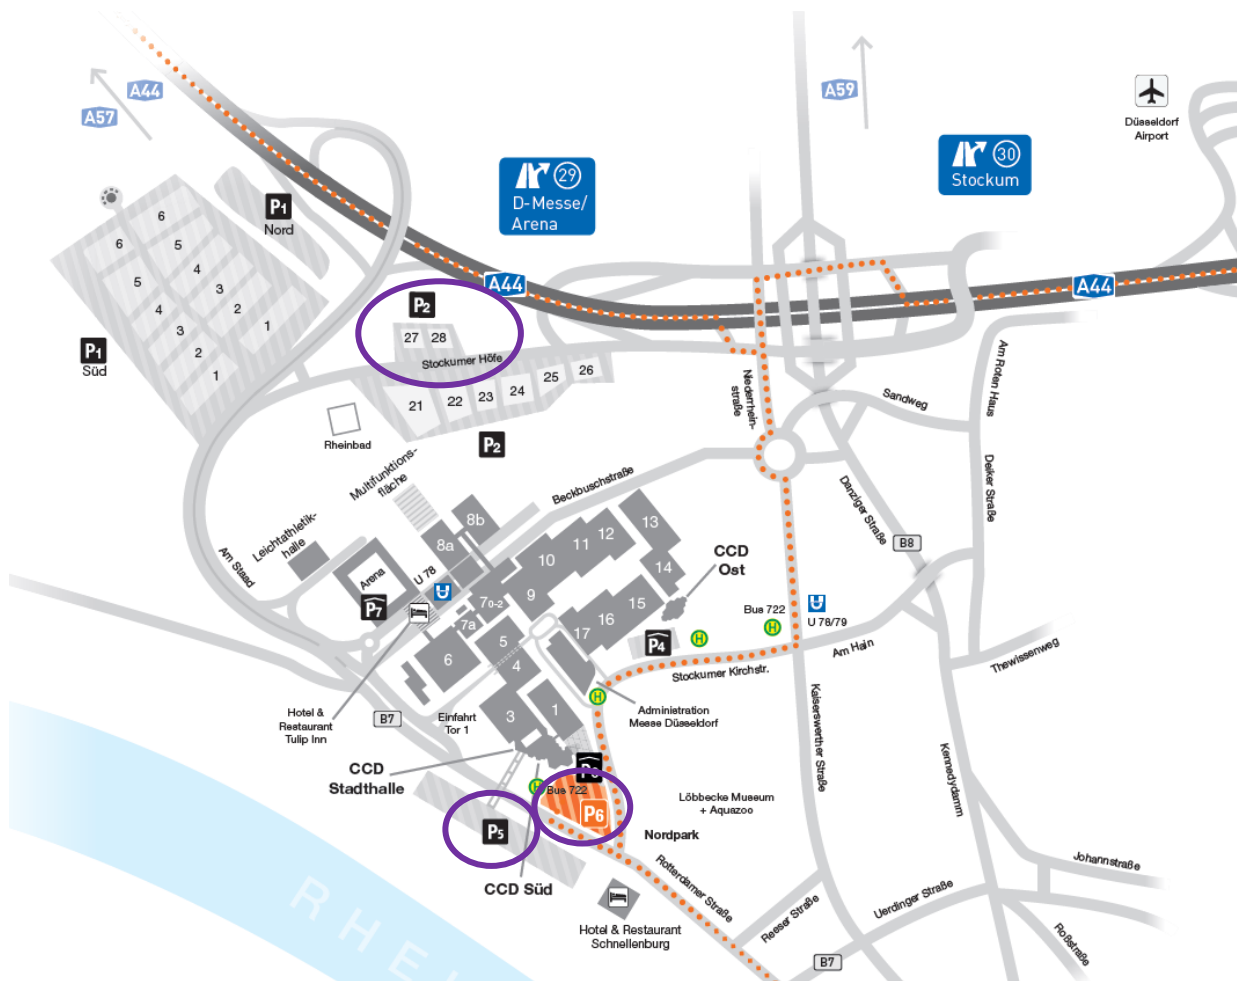 A44
A57
A59
Düsseldorf
Airport
29
D-Messe/
Arena
30
Stockum
P1
Nord
6
6
5
5
4
4
3
3
2
2
1
1
P1
Süd
A44
A44
P2
27
28
Stockumer Höfe
21
22
23
24
25
26
P2
Rheinbad
Niederrhein-
straße
Sandweg
Am Roten Haus
Deiker Straße
Danziger Straße
B8
Multifunktions-
fläche
Beckbuschstraße
Leichtathletik-
halle
Am Staad
Arena
U 78
P7
8a
8b
7 0-2
7a
9
10
11
12
13
14
15
16
17
6
5
4
3
1
CCD
Ost
P4
H
Bus 722
H
U
U
U 78/79
Am Hain
Thewissenweg
Stockumer Kirchstr.
H
Administration
Messe Düsseldorf
Hotel &
Restaurant
Tulip Inn
B7
Einfahrt
Tor 1
CCD
Stadthalle
H
Bus 722
P6
P5
CCD Süd
Löbbecke Museum
+ Aquazoo
Nordpark
Kaiserswerther Straße
Kennedydamm
Rotterdamer Straße
Hotel & Restaurant
Schnellenburg
Reeser Straße
Uerdinger Straße
Johannstraße
Roßstraße
B7
RHEI